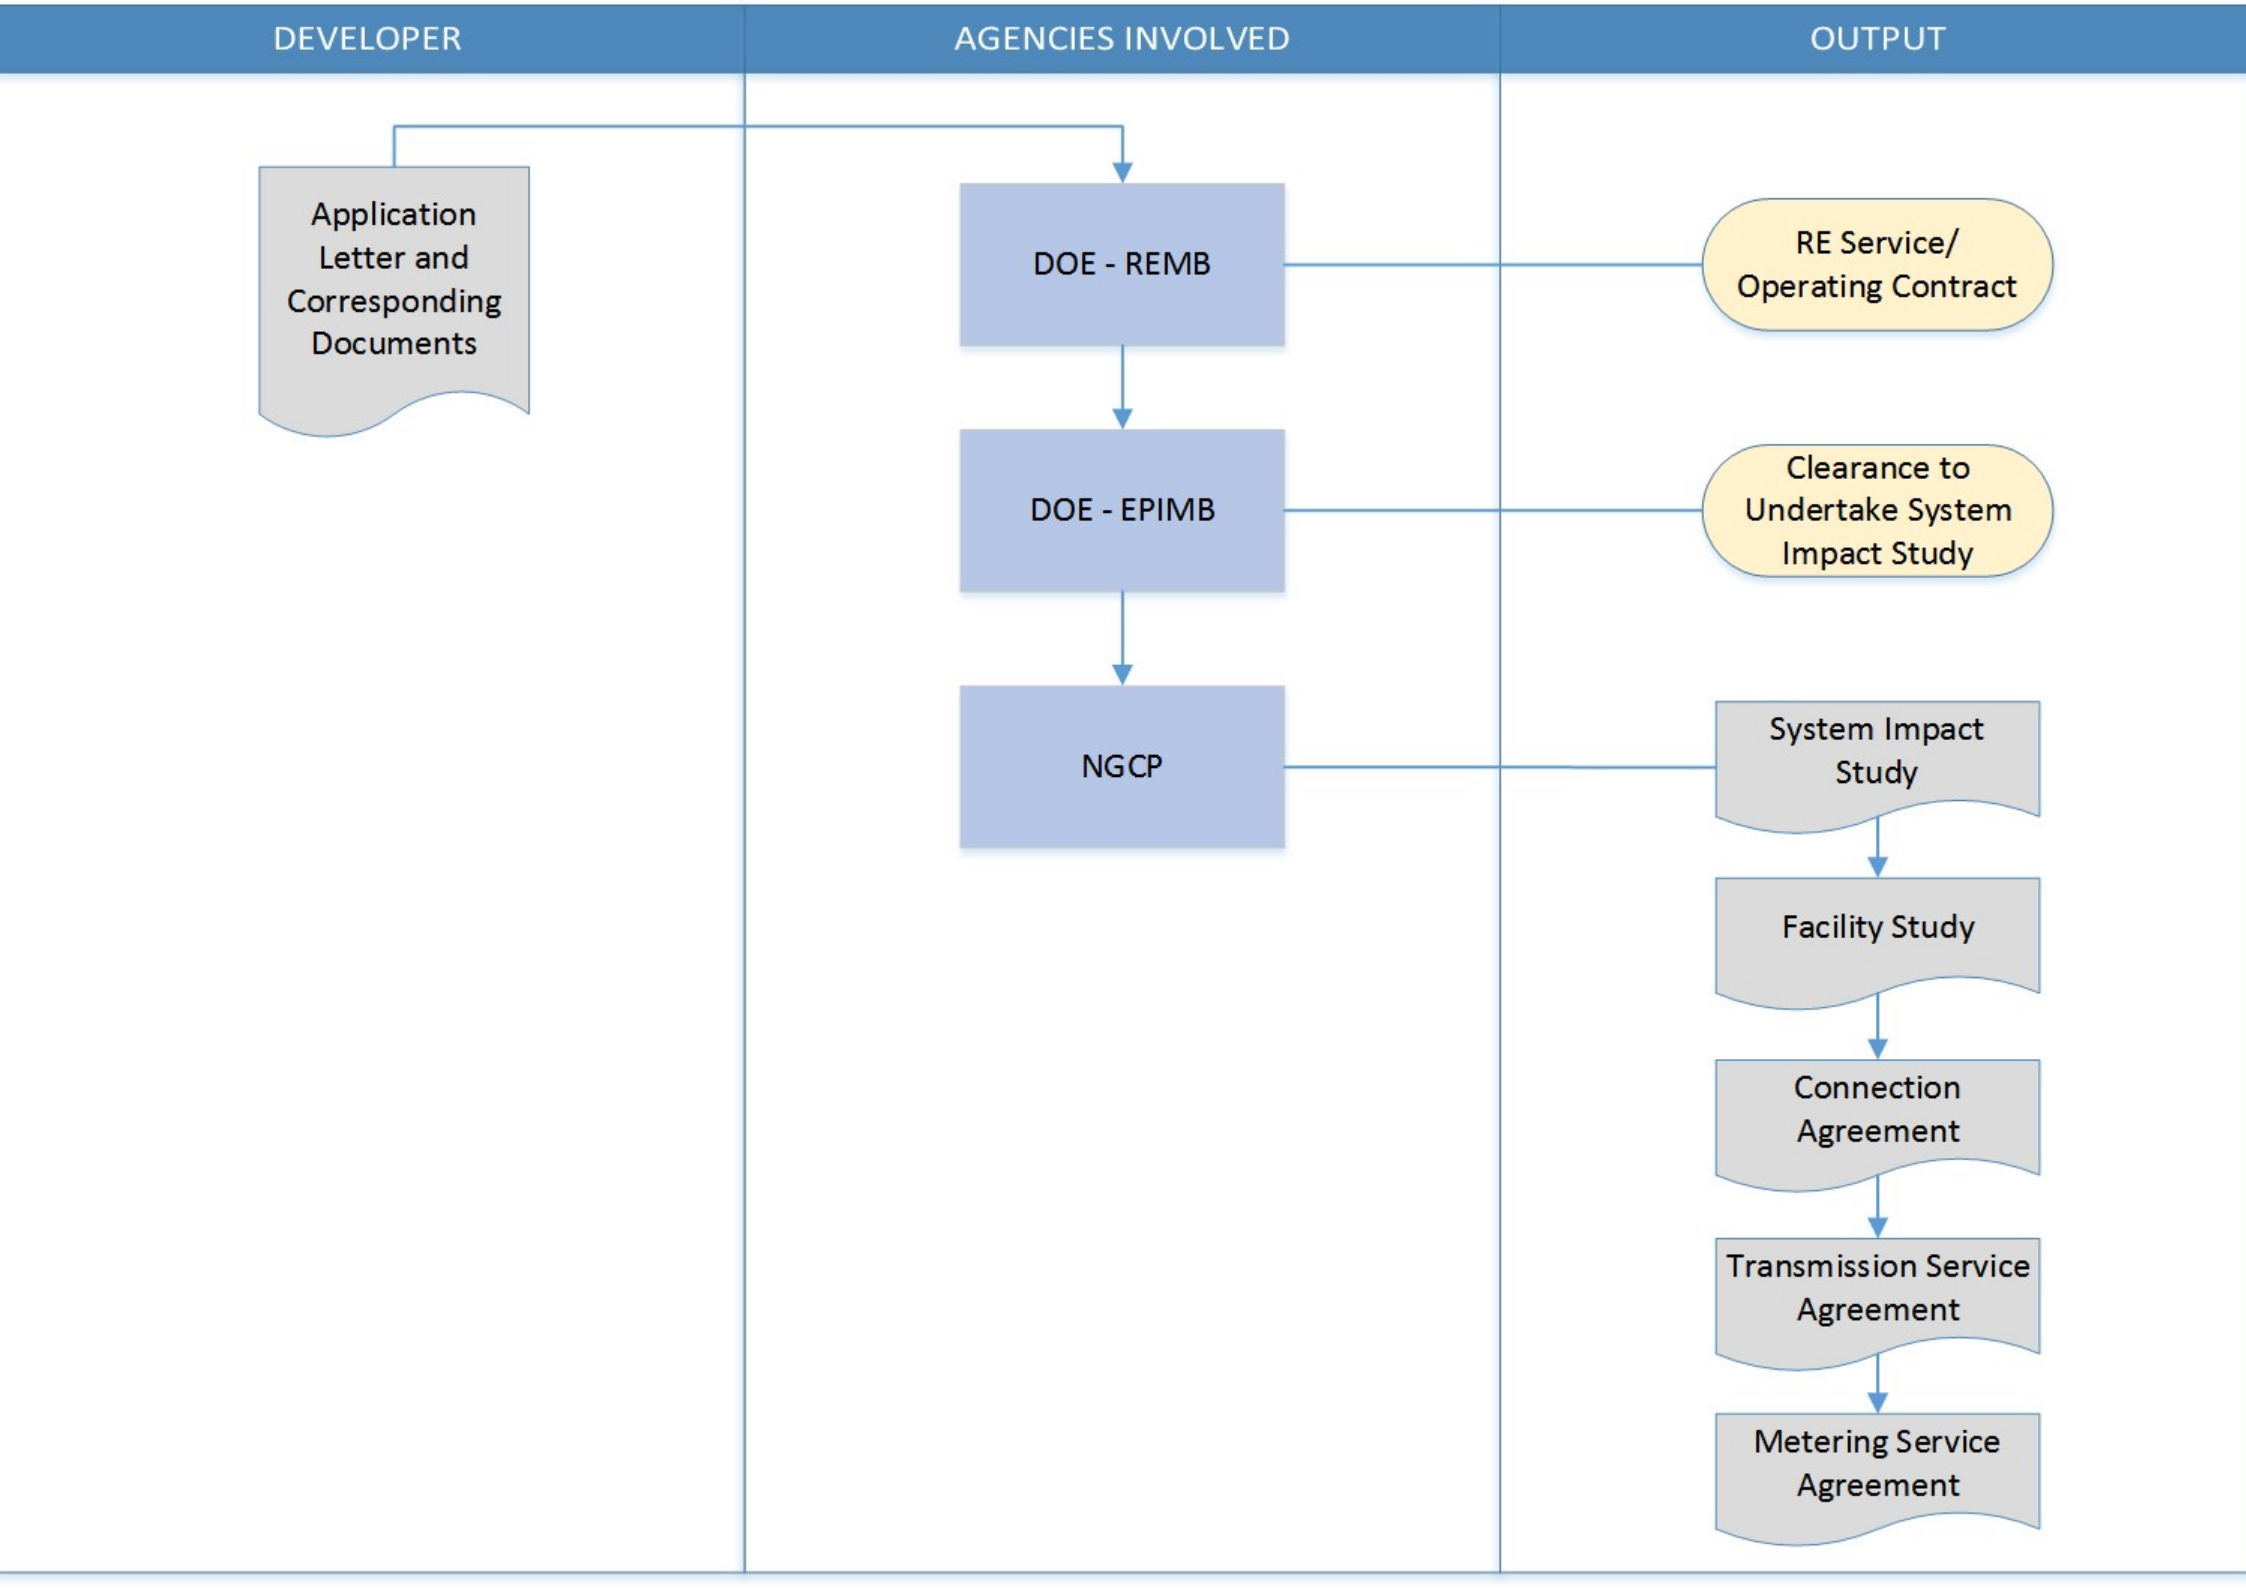 DEVELOPER
AGENCIES INVOLVED
OUTPUT
Application
Letter and
Corresponding
Documents
DOE - REMB
RE Service/
Operating Contract
DOE - EPIMB
Clearance to
Undertake System
Impact Study
NGCP
System Impact
Study
Facility Study
Connection
Agreement
Transmission Service
Agreement
Metering Service
Agreement